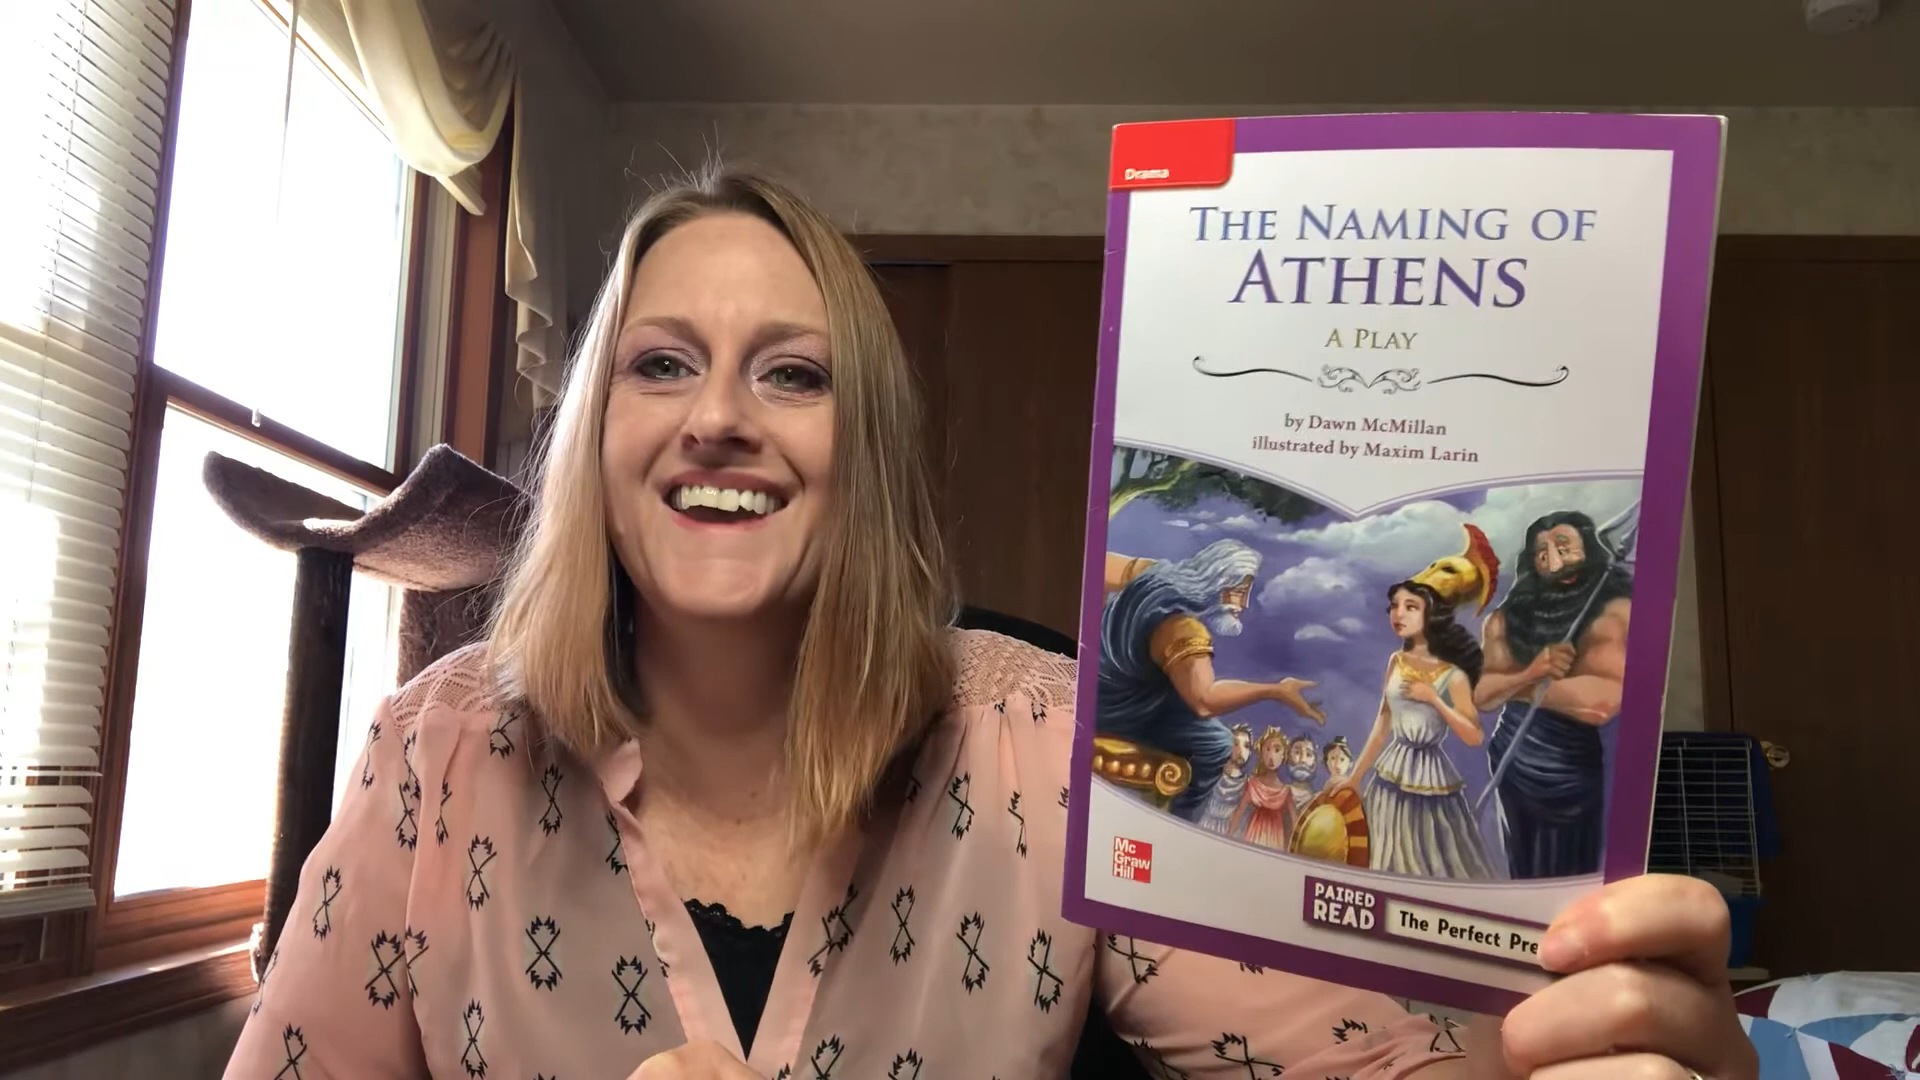 Drama
THE NAMING OF
ATHENS
A PLAY
by Dawn McMillan
illustrated by Maxim Larin
Mc
Graw
Hill
PAIRED
READ
The Perfect Pre